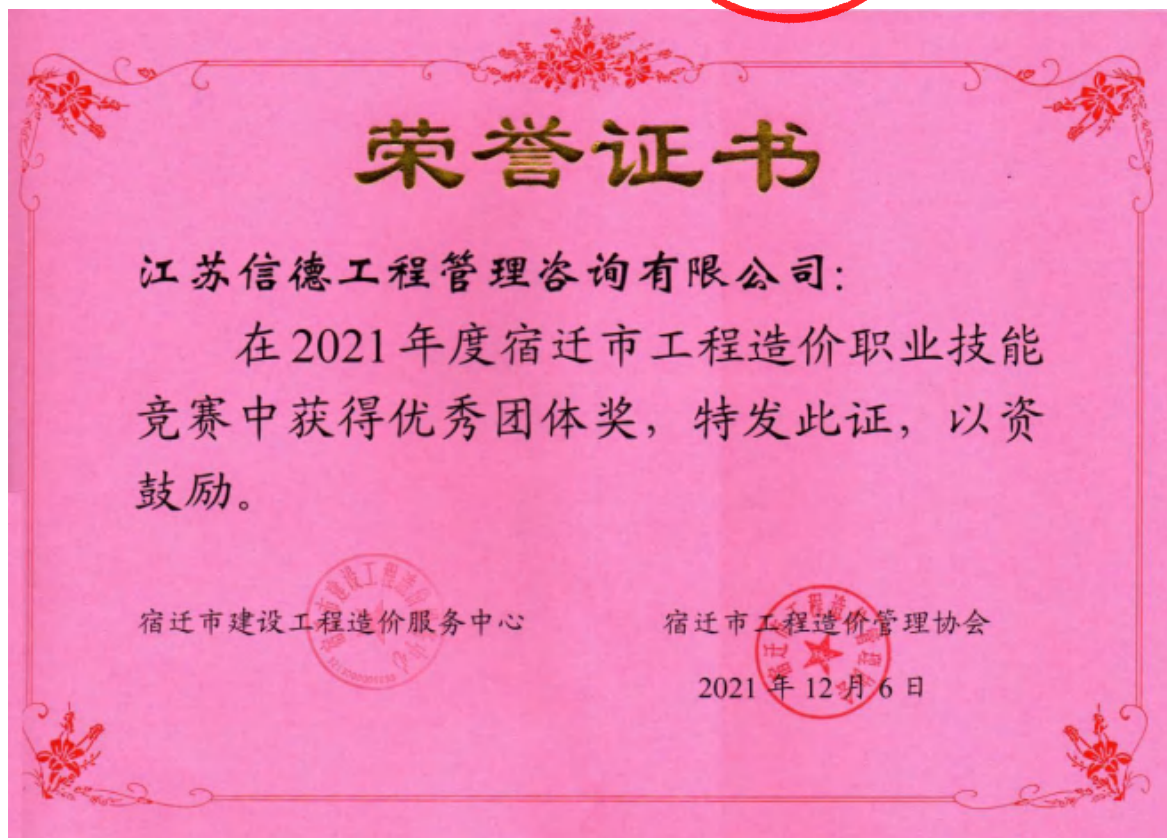 荣誉证书
江苏信德工程管理咨询有限公司：
在2021年度宿迁市工程造价职业技能
竞赛中获得优秀团体奖，特发此证，以资
鼓励。
宿迁市建设工程造价服务中心
宿迁市工程造价管理协会
2021年12月6日